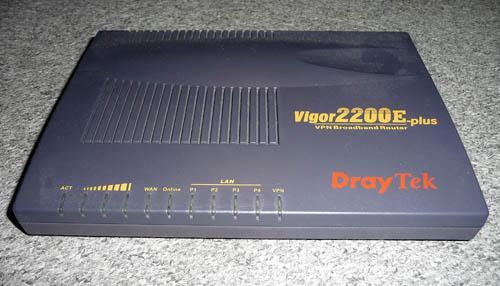 Vigor2200E-plus
VPN Broadband Router
DrayTek
LAN
ACT WAN Online P1 P2 P3 P4 VPN